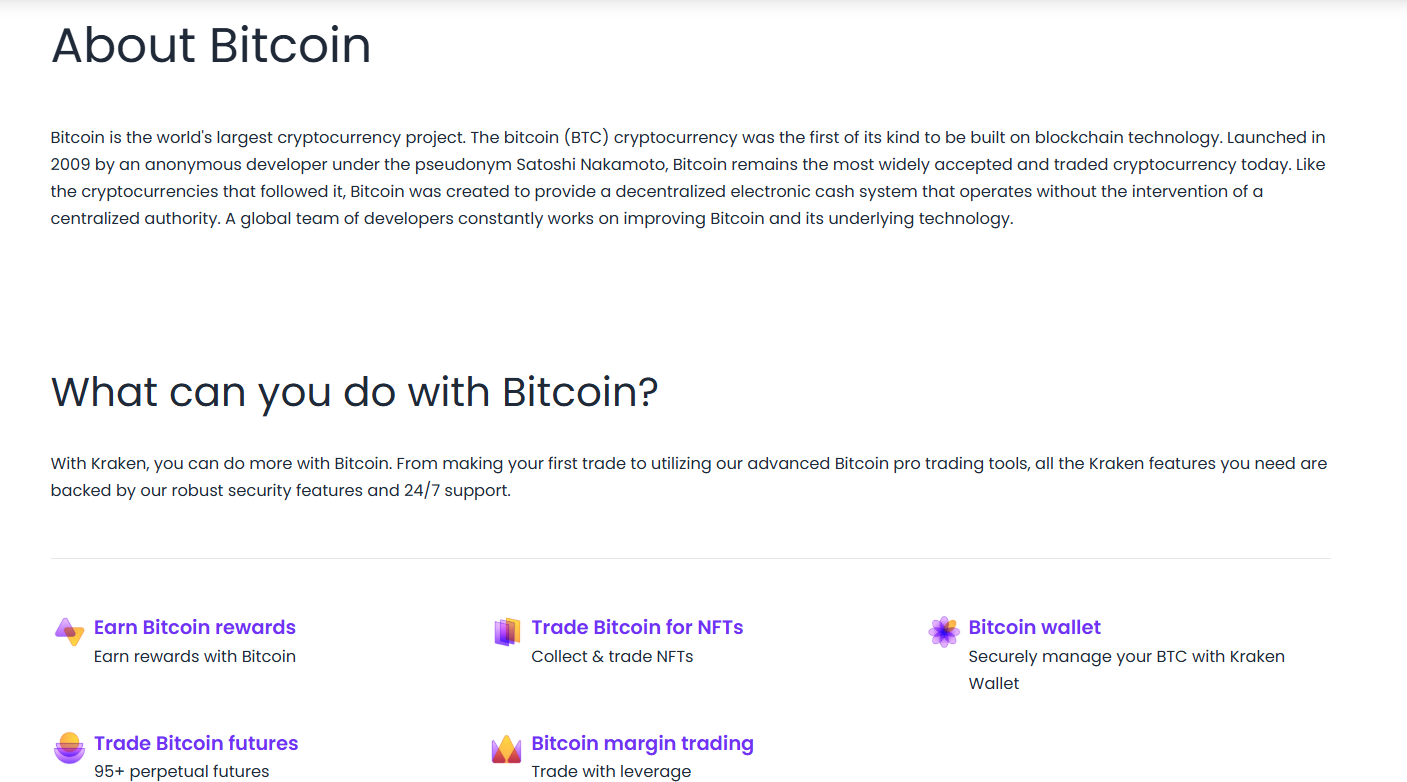 About Bitcoin
Bitcoin is the world's largest cryptocurrency project. The bitcoin (BTC) cryptocurrency was the first of its kind to be built on blockchain technology. Launched in
2009 by an anonymous developer under the pseudonym Satoshi Nakamoto, Bitcoin remains the most widely accepted and traded cryptocurrency today. Like
the cryptocurrencies that followed it, Bitcoin was created to provide a decentralized electronic cash system that operates without the intervention of a
centralized authority. A global team of developers constantly works on improving Bitcoin and its underlying technology.
What can you do with Bitcoin?
With Kraken, you can do more with Bitcoin. From making your first trade to utilizing our advanced Bitcoin pro trading tools, all the Kraken features you need are
backed by our robust security features and 24/7 support.
Earn Bitcoin rewards
Earn rewards with Bitcoin
Trade Bitcoin for NFTs
Collect & trade NFTs
Bitcoin wallet
Securely manage your BTC with Kraken
Wallet
Trade Bitcoin futures
95+ perpetual futures
Bitcoin margin trading
Trade with leverage